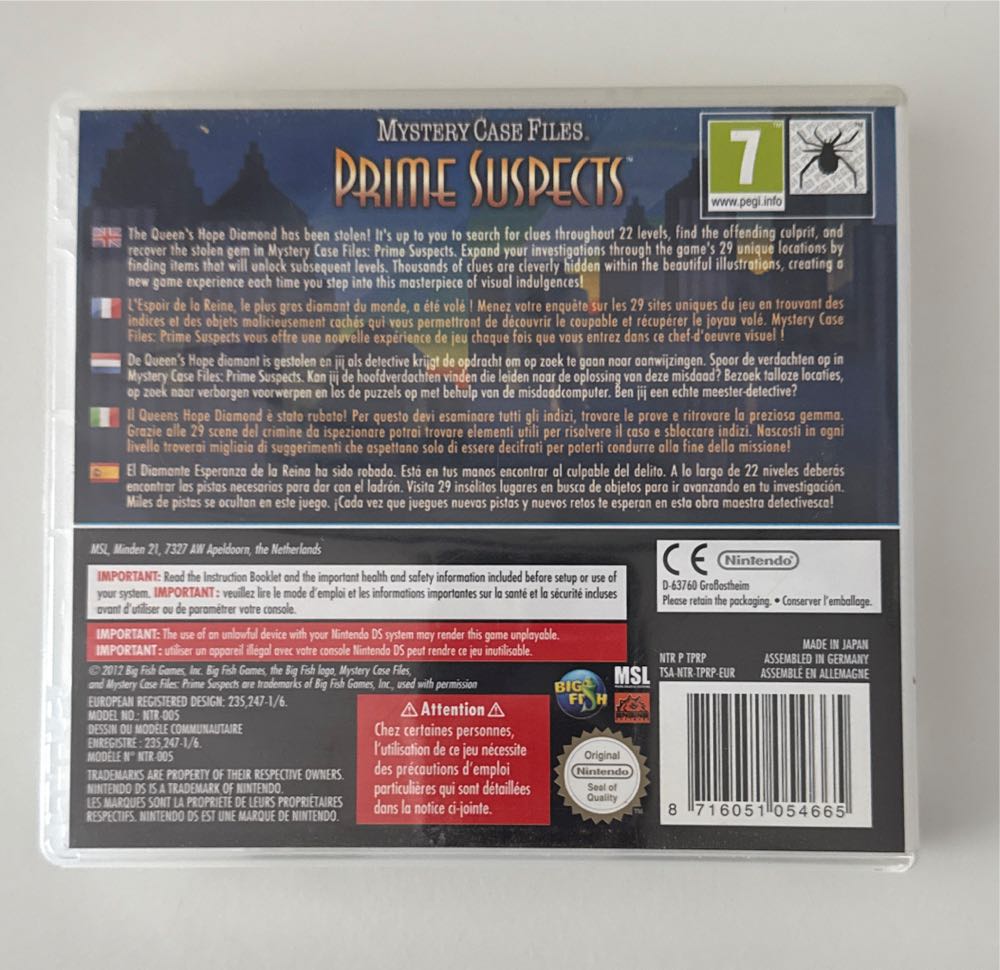 MYSTERY CASE FILES®
PRIME SUSPECTS™
7
www.pegi.info
The Queen's Hope Diamond has been stolen! It's up to you to search for clues throughout 22 levels, find the offending culprit, and
recover the stolen gem in Mystery Case Files: Prime Suspects. Expand your investigations through the game's 29 unique locations by
finding items that will unlock subsequent levels. Thousands of clues are cleverly hidden within the beautiful illustrations, creating a
new game experience each time you step into this masterpiece of visual indulgences!
L'Espoir de la Reine, le plus gros diamant du monde, a été volé ! Menez votre enquête sur les 29 sites uniques du jeu en trouvant des
indices et des objets malicieusement cachés qui vous permettront de découvrir le coupable et récupérer le joyau volé. Mystery Case
Files: Prime Suspects vous offre une nouvelle expérience de jeu chaque fois que vous entrez dans ce chef-d'oeuvre visuel !
De Queen's Hope diamant is gestolen en jij als detective krijgt de opdracht om op zoek te gaan naar aanwijzingen. Spoor de verdachten op in
Mystery Case Files: Prime Suspects. Kan jij de hoofdverdachten vinden die leiden naar de oplossing van deze misdaad? Bezoek talloze locaties,
op zoek naar verborgen voorwerpen en los de puzzels op met behulp van de misdaadcomputer. Ben jij een echte meester-detective?
Il Queens Hope Diamond è stato rubato! Per questo devi esaminare tutti gli indizi, trovare le prove e ritrovare la preziosa gemma.
Grazie alle 29 scene del crimine da ispezionare potrai trovare elementi utili per risolvere il caso e sbloccare indizi. Nascosti in ogni
livello troverai migliaia di suggerimenti che aspettano solo di essere decifrati per poterti condurre alla fine della missione!
El Diamante Esperanza de la Reina ha sido robado. Está en tus manos encontrar al culpable del delito. A lo largo de 22 niveles deberás
encontrar las pistas necesarias para dar con el ladrón. Visita 29 insólitos lugares en busca de objetos para ir avanzando en tu investigación.
Miles de pistas se ocultan en este juego. ¡Cada vez que juegues nuevas pistas y nuevos retos te esperan en esta obra maestra detectivesca!
MSL, Minden 21, 7327 AW Apeldoorn, the Netherlands
IMPORTANT: Read the Instruction Booklet and the important health and safety information included before setup or use of
your system. IMPORTANT : veuillez lire le mode d'emploi et les informations importantes sur la santé et la sécurité incluses
avant d'utiliser ou de paramétrer votre console.
IMPORTANT: The use of an unlawful device with your Nintendo DS system may render this game unplayable.
IMPORTANT : utiliser un appareil illégal avec votre console Nintendo DS peut rendre ce jeu inutilisable.
© 2012 Big Fish Games, Inc. Big Fish Games, the Big Fish logo, Mystery Case Files,
and Mystery Case Files: Prime Suspects are trademarks of Big Fish Games, Inc., used with permission
EUROPEAN REGISTERED DESIGN: 235,247-1/6.
MODEL NO.: NTR-005
DESSIN OU MODÈLE COMMUNAUTAIRE
ENREGISTRÉ : 235,247-1/6.
MODÈLE N° NTR-005
TRADEMARKS ARE PROPERTY OF THEIR RESPECTIVE OWNERS.
NINTENDO DS IS A TRADEMARK OF NINTENDO.
LES MARQUES SONT LA PROPRIÉTÉ DE LEURS PROPRIÉTAIRES
RESPECTIFS. NINTENDO DS EST UNE MARQUE DE NINTENDO.
Attention
Chez certaines personnes,
l'utilisation de ce jeu nécessite
des précautions d'emploi
particulières qui sont détaillées
dans la notice ci-jointe.
BIG FISH
MSL
Original
Nintendo
Seal of
Quality
TM
CE Nintendo®
D-63760 Großostheim
Please retain the packaging. • Conserver l'emballage.
MADE IN JAPAN
NTR P TPRP ASSEMBLED IN GERMANY
TSA-NTR-TPRP-EUR ASSEMBLÉ EN ALLEMAGNE
8 716051 054665